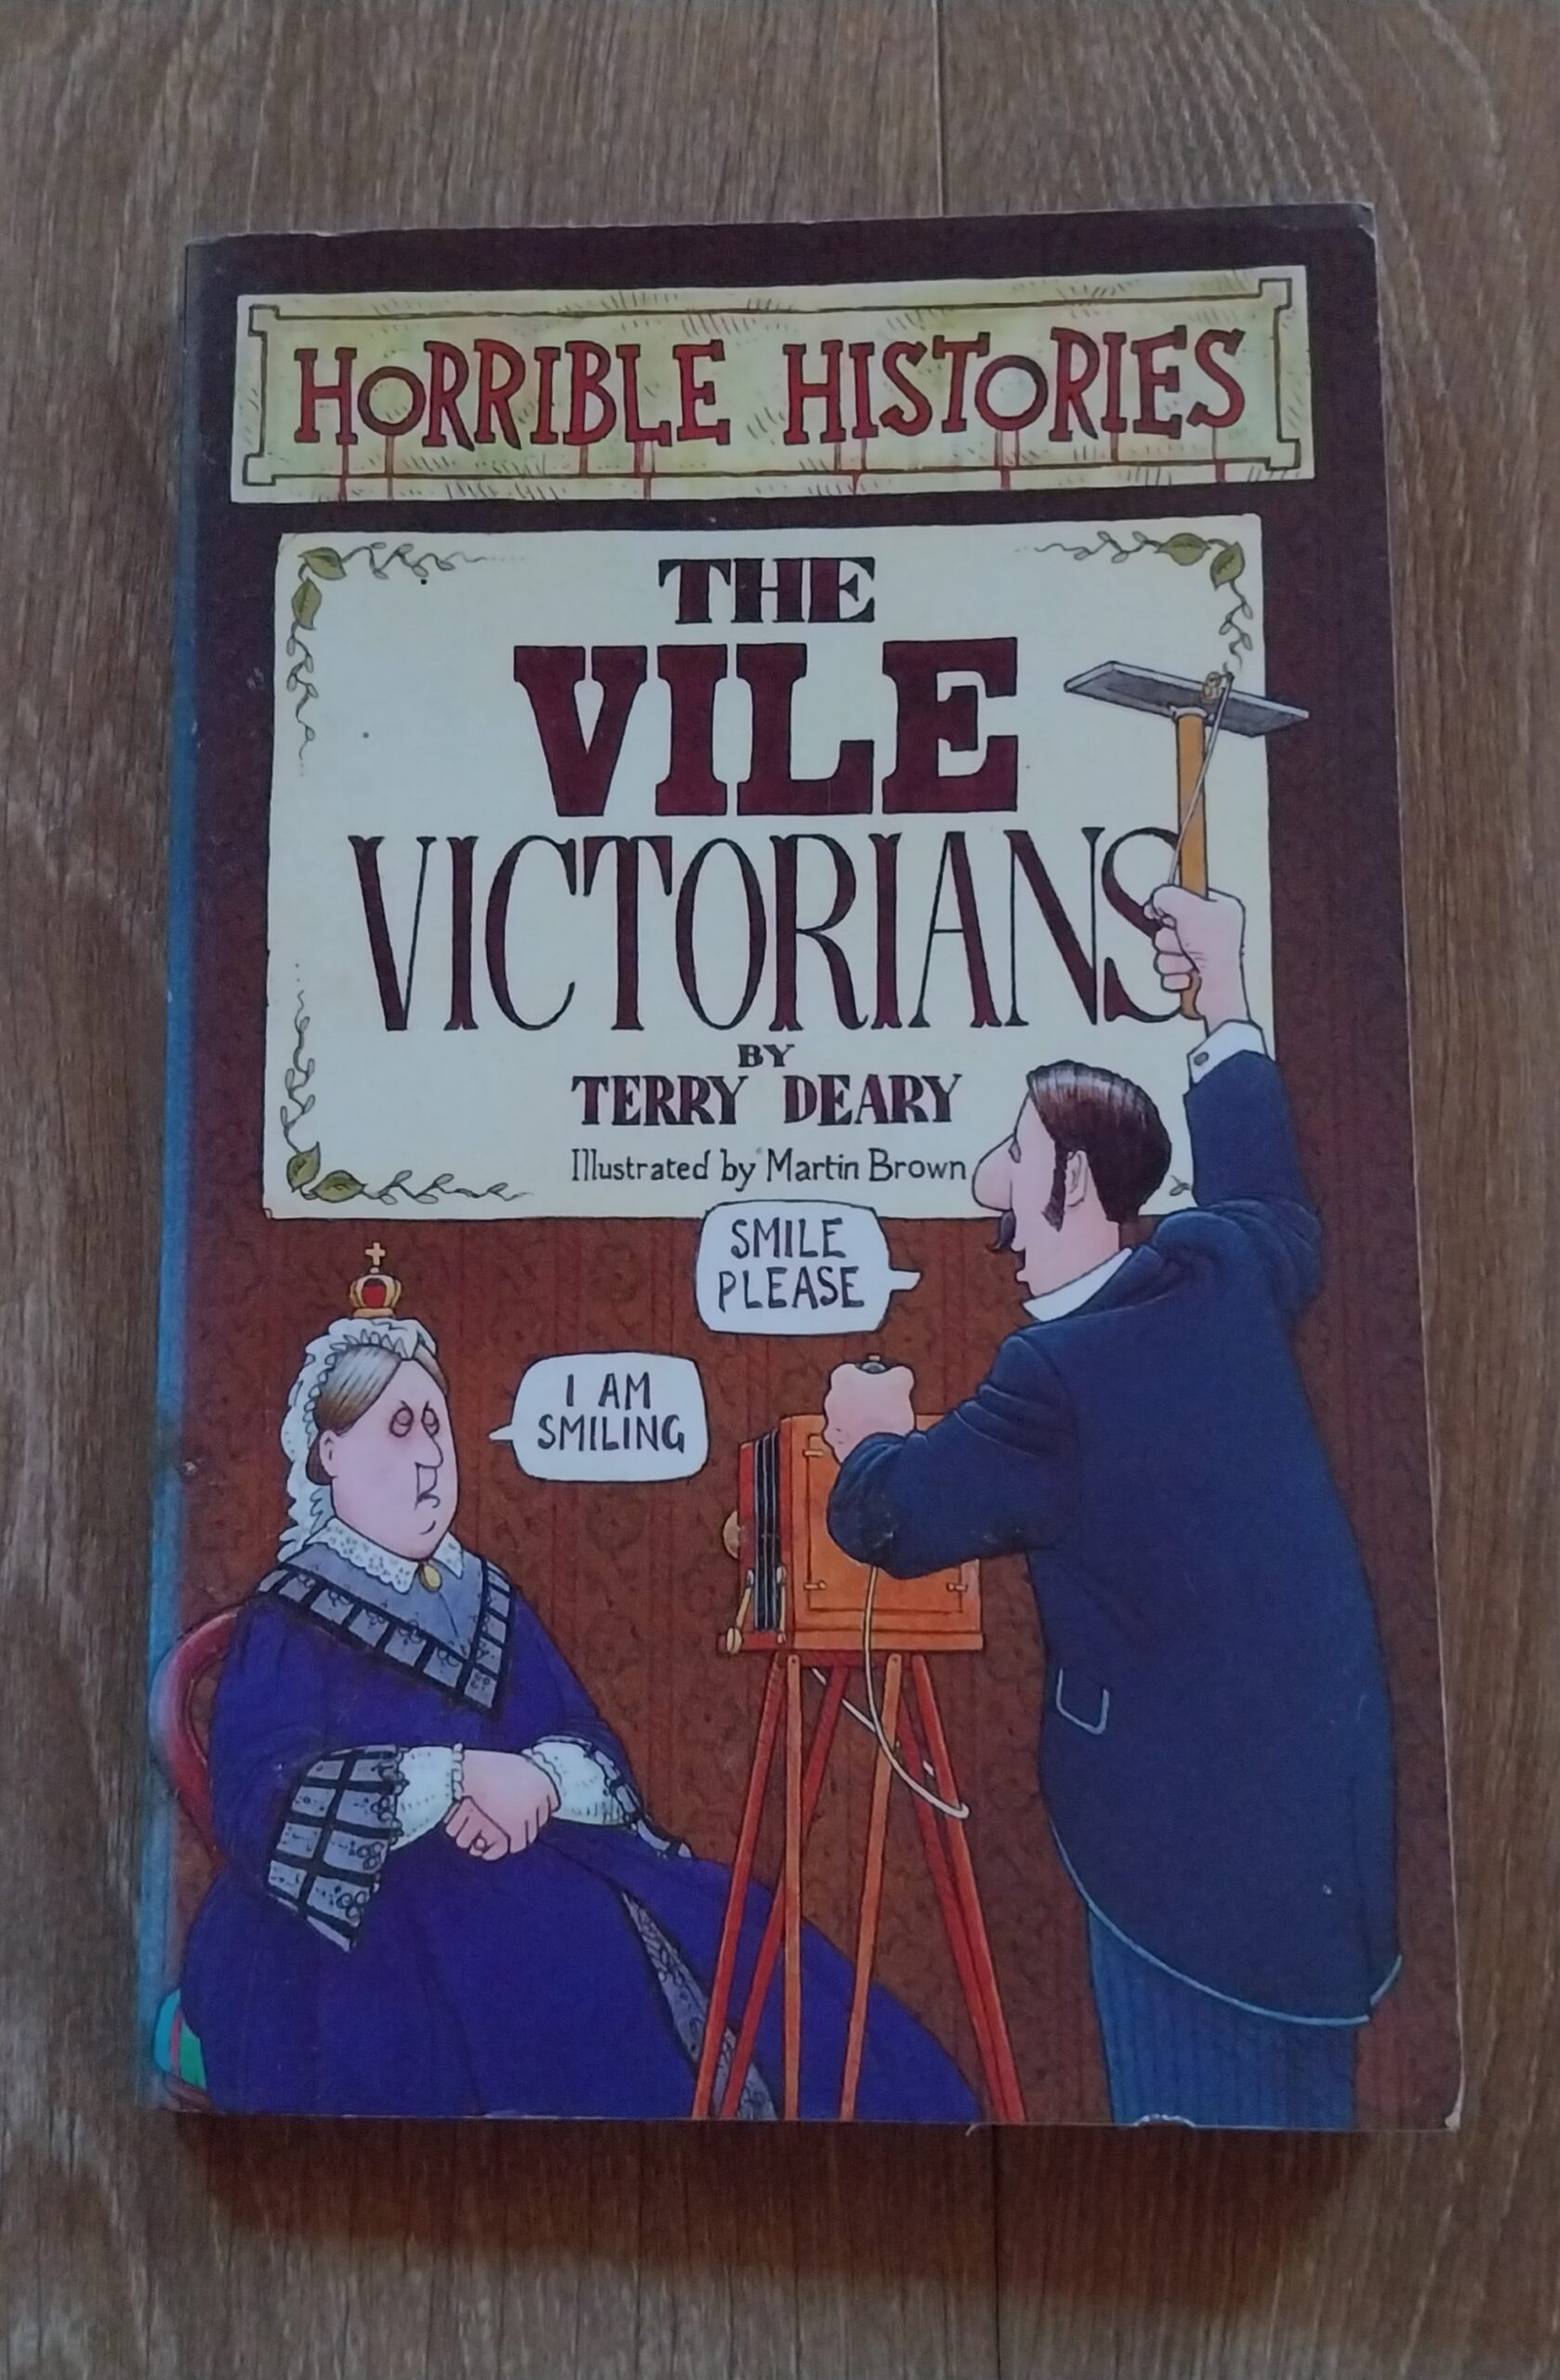 HORRIBLE HISTORIES
THE
VILE
VICTORIANS
BY
TERRY DEARY
Illustrated by Martin Brown
SMILE
PLEASE
I AM
SMILING